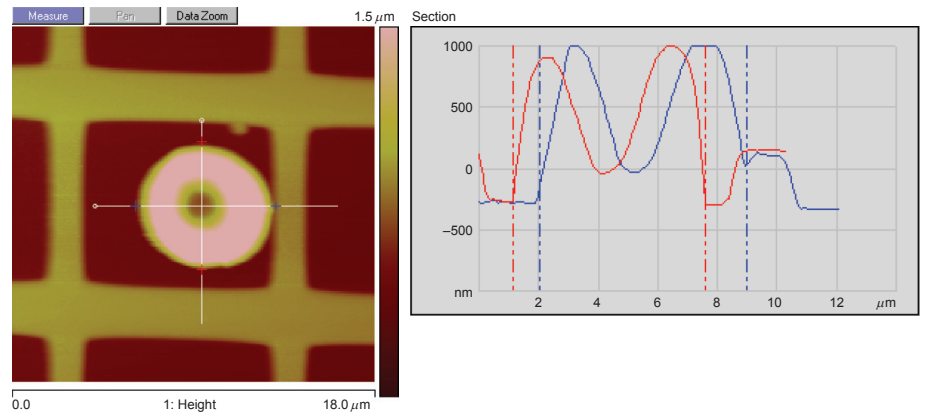 Measure Pan Data Zoom 1.5 μm Section
1000
500
0
–500
nm
2 4 6 8 10 12 μm
0.0 1: Height 18.0 μm